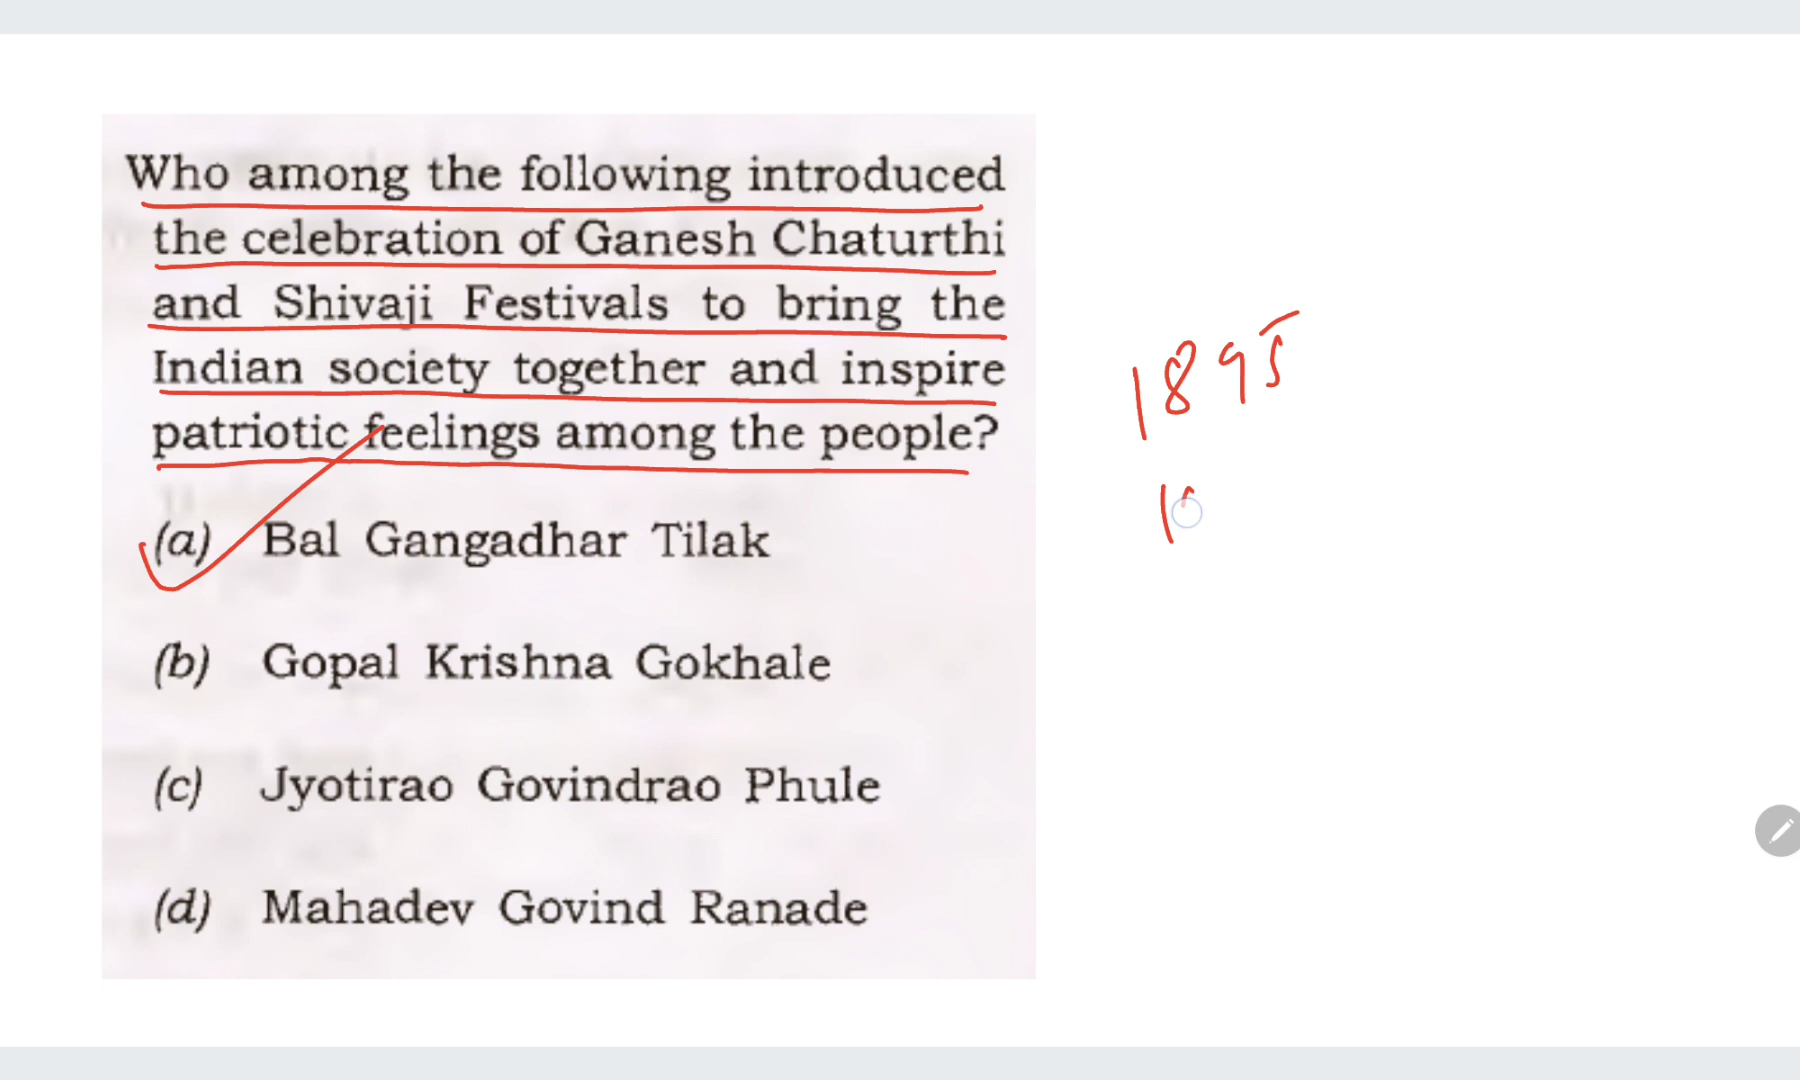 Who among the following introduced
the celebration of Ganesh Chaturthi
and Shivaji Festivals to bring the
Indian society together and inspire
patriotic feelings among the people?
(a) Bal Gangadhar Tilak
(b) Gopal Krishna Gokhale
(c) Jyotirao Govindrao Phule
(d) Mahadev Govind Ranade
1895